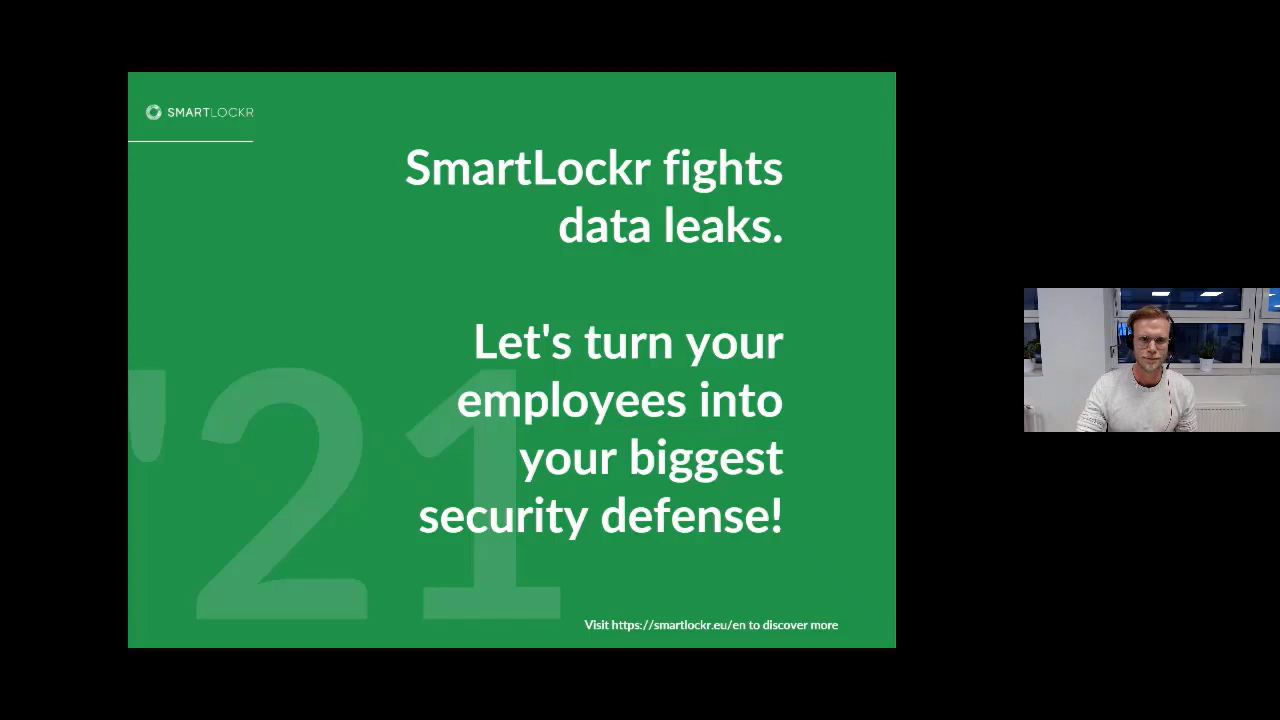 SMARTLOCKR
SmartLockr fights
data leaks.
Let's turn your
employees into
your biggest
security defense!
'21
Visit https://smartlockr.eu/en to discover more